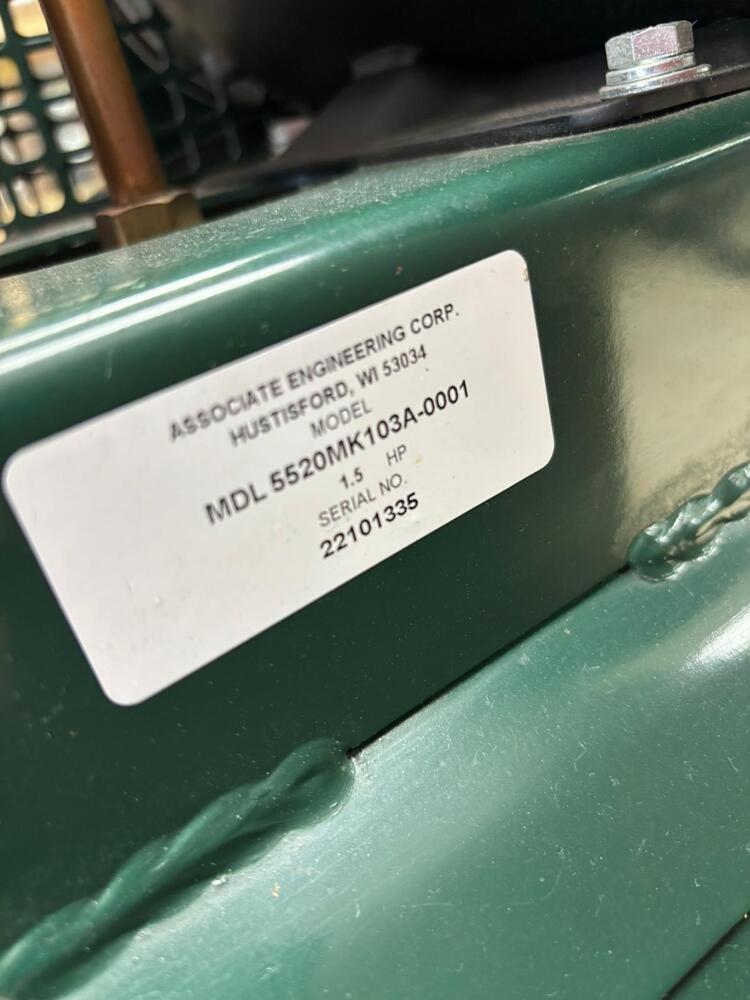 ASSOCIATE ENGINEERING CORP.
HUSTISFORD, WI 53034
MODEL
MDL 5520MK103A-0001
1.5 HP
SERIAL NO.
22101335